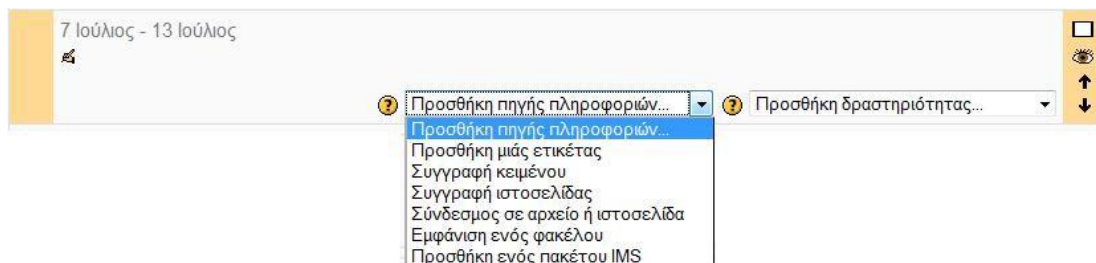 7 Ιούλιος - 13 Ιούλιος
? Προσθήκη πηγής πληροφοριών... ? Προσθήκη δραστηριότητας...
Προσθήκη πηγής πληροφοριών...
Προσθήκη μιάς ετικέτας
Συγγραφή κειμένου
Συγγραφή ιστοσελίδας
Σύνδεσμος σε αρχείο ή ιστοσελίδα
Εμφάνιση ενός φακέλου
Προσθήκη ενός πακέτου IMS